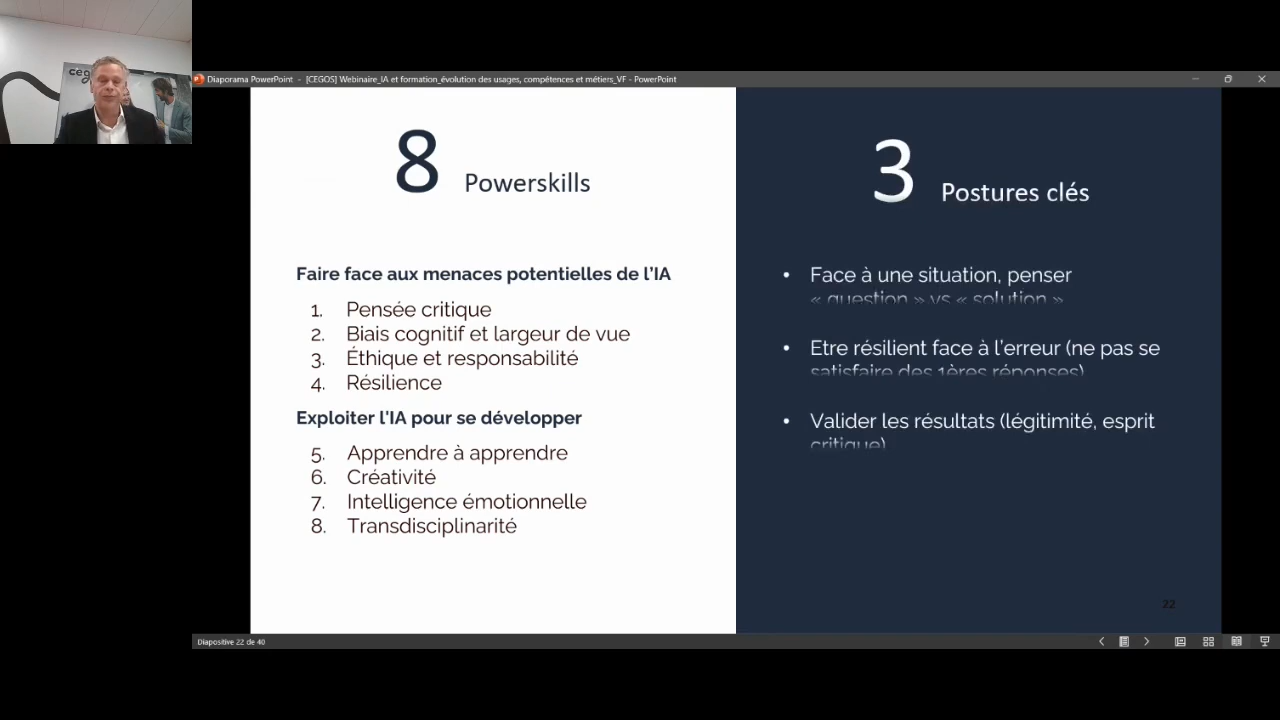 ceg
Diaporama PowerPoint - [CEGOS] Webinaire_IA et formation_évolution des usages, compétences et métiers_VF - PowerPoint
8 Powerskills
Faire face aux menaces potentielles de l'IA
1. Pensée critique
2. Biais cognitif et largeur de vue
3. Éthique et responsabilité
4. Résilience
Exploiter l'IA pour se développer
5. Apprendre à apprendre
6. Créativité
7. Intelligence émotionnelle
8. Transdisciplinarité
3 Postures clés
• Face à une situation, penser
« question » vs « solution »
• Etre résilient face à l'erreur (ne pas se
satisfaire des 1ères réponses)
• Valider les résultats (légitimité, esprit
critique)
22
Diapositive 22 de 40